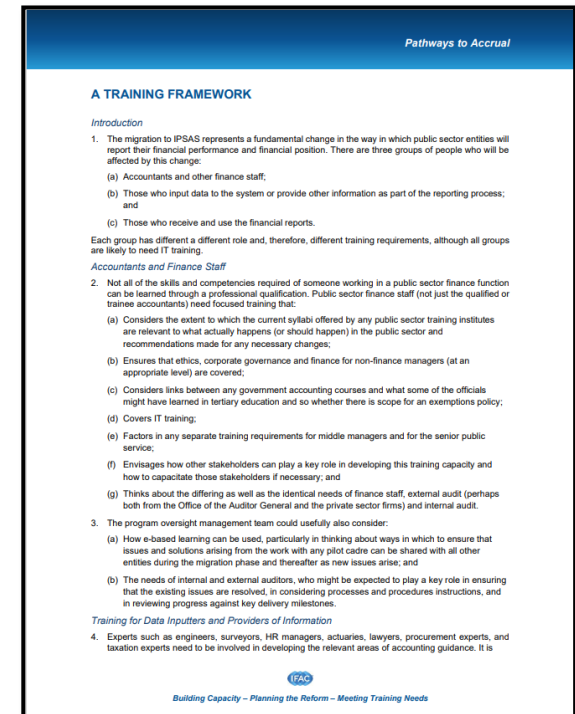 Pathways to Accrual
A TRAINING FRAMEWORK
Introduction
1. The migration to IPSAS represents a fundamental change in the way in which public sector entities will
report their financial performance and financial position. There are three groups of people who will be
affected by this change:
(a) Accountants and other finance staff;
(b) Those who input data to the system or provide other information as part of the reporting process;
and
(c) Those who receive and use the financial reports.
Each group has different a different role and, therefore, different training requirements, although all groups
are likely to need IT training.
Accountants and Finance Staff
2. Not all of the skills and competencies required of someone working in a public sector finance function
can be learned through a professional qualification. Public sector finance staff (not just the qualified or
trainee accountants) need focused training that:
(a) Considers the extent to which the current syllabi offered by any public sector training institutes
are relevant to what actually happens (or should happen) in the public sector and
recommendations made for any necessary changes;
(b) Ensures that ethics, corporate governance and finance for non-finance managers (at an
appropriate level) are covered;
(c) Considers links between any government accounting courses and what some of the officials
might have learned in tertiary education and so whether there is scope for an exemptions policy;
(d) Covers IT training;
(e) Factors in any separate training requirements for middle managers and for the senior public
service;
(f) Envisages how other stakeholders can play a key role in developing this training capacity and
how to capacitate those stakeholders if necessary; and
(g) Thinks about the differing as well as the identical needs of finance staff, external audit (perhaps
both from the Office of the Auditor General and the private sector firms) and internal audit.
3. The program oversight management team could usefully also consider:
(a) How e-based learning can be used, particularly in thinking about ways in which to ensure that
issues and solutions arising from the work with any pilot cadre can be shared with all other
entities during the migration phase and thereafter as new issues arise; and
(b) The needs of internal and external auditors, who might be expected to play a key role in ensuring
that the existing issues are resolved, in considering processes and procedures instructions, and
in reviewing progress against key delivery milestones.
Training for Data Inputters and Providers of Information
4. Experts such as engineers, surveyors, HR managers, actuaries, lawyers, procurement experts, and
taxation experts need to be involved in developing the relevant areas of accounting guidance. It is
IFAC
Building Capacity – Planning the Reform – Meeting Training Needs